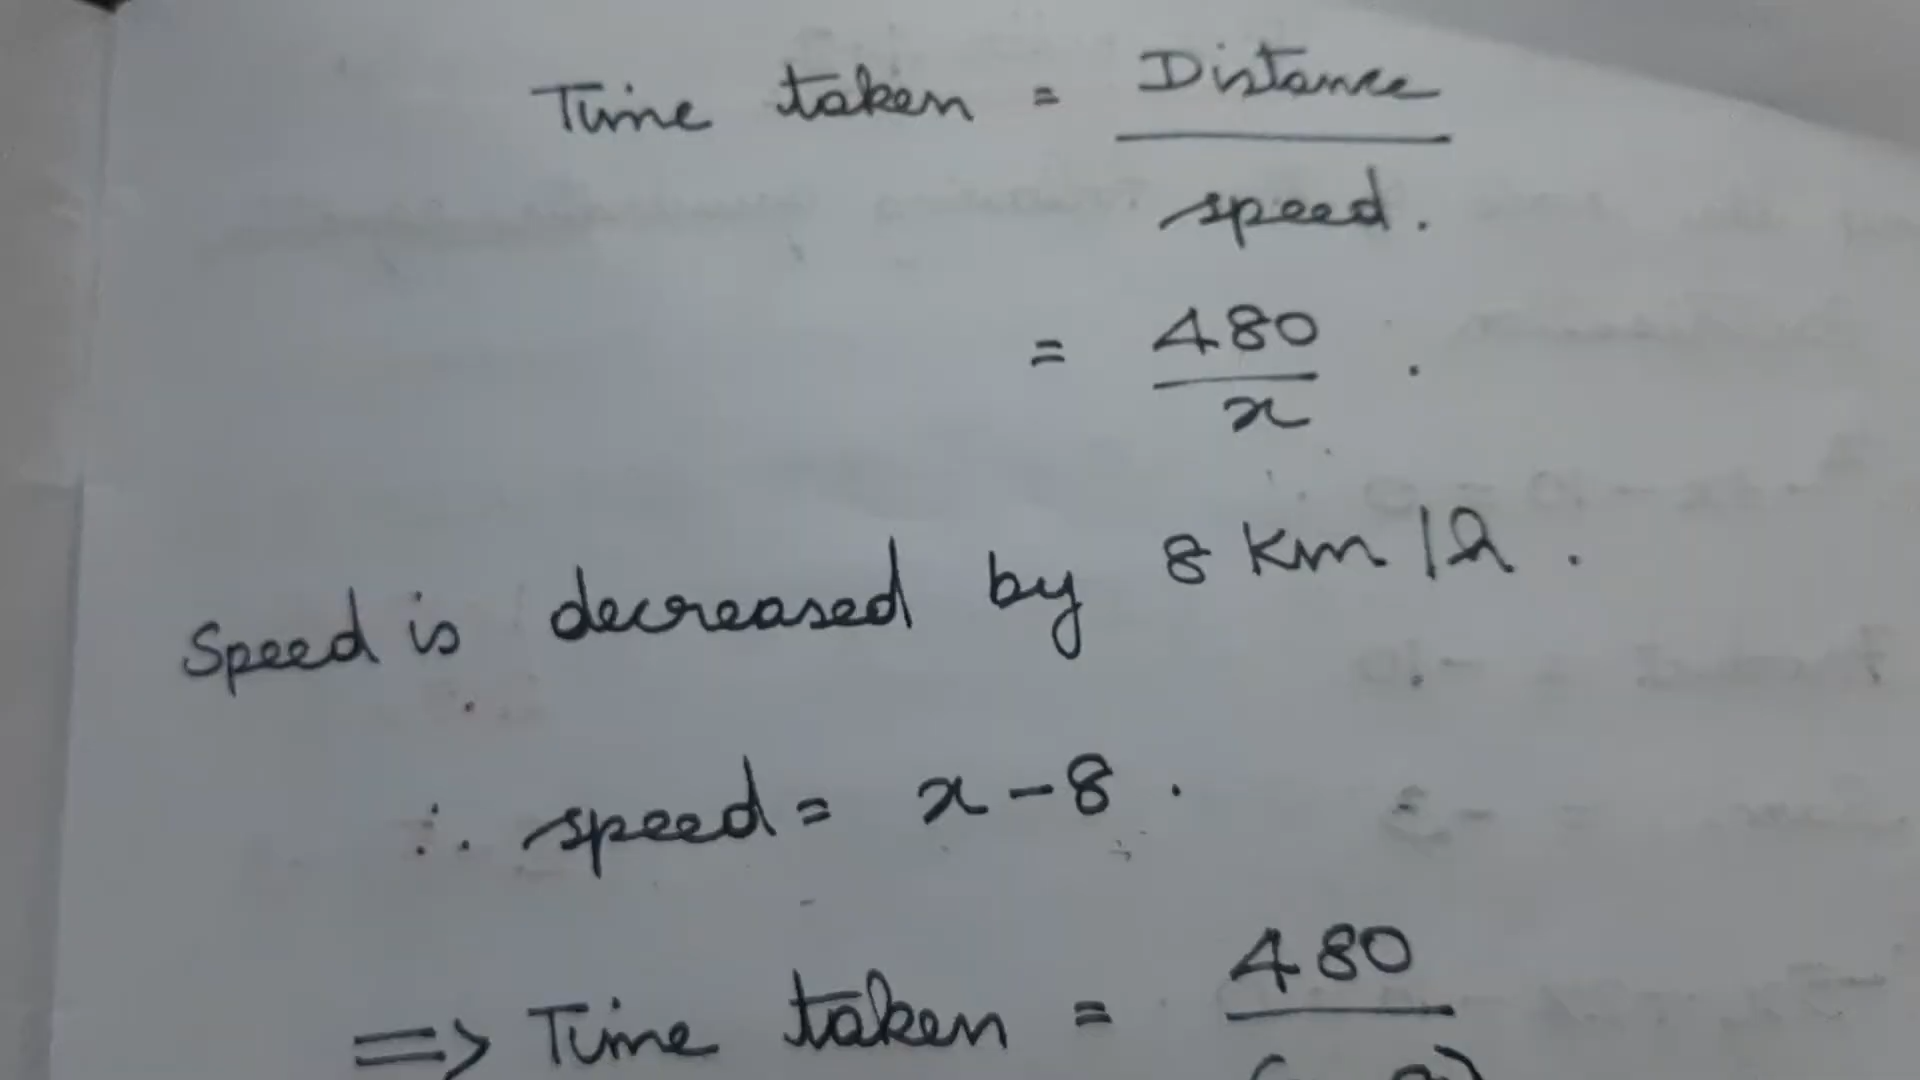 Time taken = Distance
speed.
= 480
x .
Speed is decreased by 8 Km/h.
∴ speed = x - 8.
⇒ Time taken = 480